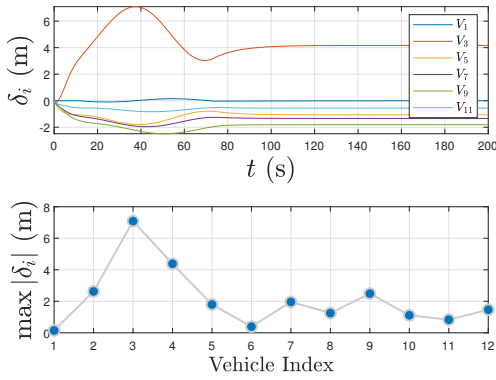 δᵢ (m)
6
4
2
0
-2
V₁
V₃
V₅
V₇
V₉
V₁₁
0 20 40 60 80 100 120 140 160 180 200
t (s)
max |δᵢ| (m)
8
6
4
2
0
1 2 3 4 5 6 7 8 9 10 11 12
Vehicle Index